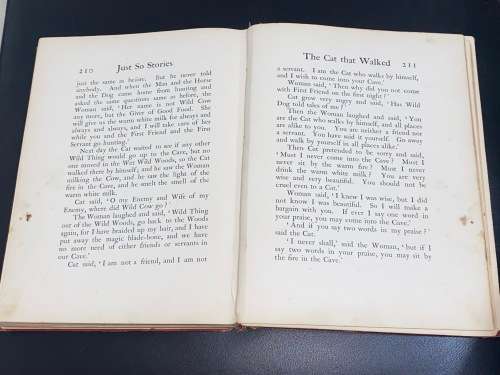 210 Just So Stories
just the same as before. But he never told
anybody. And when the Man and the Horse
and the Dog came home from hunting and
asked the same questions same as before, the
Woman said, 'Her name is not Wild Cow
any more, but the Giver of Good Food. She
will give us the warm white milk for always and
always and always, and I will take care of her
while you and the First Friend and the First
Servant go hunting.'
Next day the Cat waited to see if any other
Wild Thing would go up to the Cave, but no
one moved in the Wet Wild Woods, so the Cat
walked there by himself; and he saw the Woman
milking the Cow, and he saw the light of the
fire in the Cave, and he smelt the smell of the
warm white milk.
Cat said, 'O my Enemy and Wife of my
Enemy, where did Wild Cow go?'
The Woman laughed and said, 'Wild Thing
out of the Wild Woods, go back to the Woods
again, for I have braided up my hair, and I have
put away the magic blade-bone, and we have
no more need of either friends or servants in
our Cave.'
Cat said, 'I am not a friend, and I am not
The Cat that Walked 211
a servant. I am the Cat who walks by himself,
and I wish to come into your Cave.'
Woman said, 'Then why did you not come
with First Friend on the first night?'
Cat grew very angry and said, 'Has Wild
Dog told tales of me?'
Then the Woman laughed and said, 'You
are the Cat who walks by himself, and all places
are alike to you. You are neither a friend nor
a servant. You have said it yourself. Go away
and walk by yourself in all places alike.'
Then Cat pretended to be sorry and said,
'Must I never come into the Cave? Must I
never sit by the warm fire? Must I never
drink the warm white milk? You are very
wise and very beautiful. You should not be
cruel even to a Cat.'
Woman said, 'I knew I was wise, but I did
not know I was beautiful. So I will make a
bargain with you. If ever I say one word in
your praise, you may come into the Cave.'
'And if you say two words in my praise?'
said the Cat.
'I never shall,' said the Woman, 'but if I
say two words in your praise, you may sit by
the fire in the Cave.'